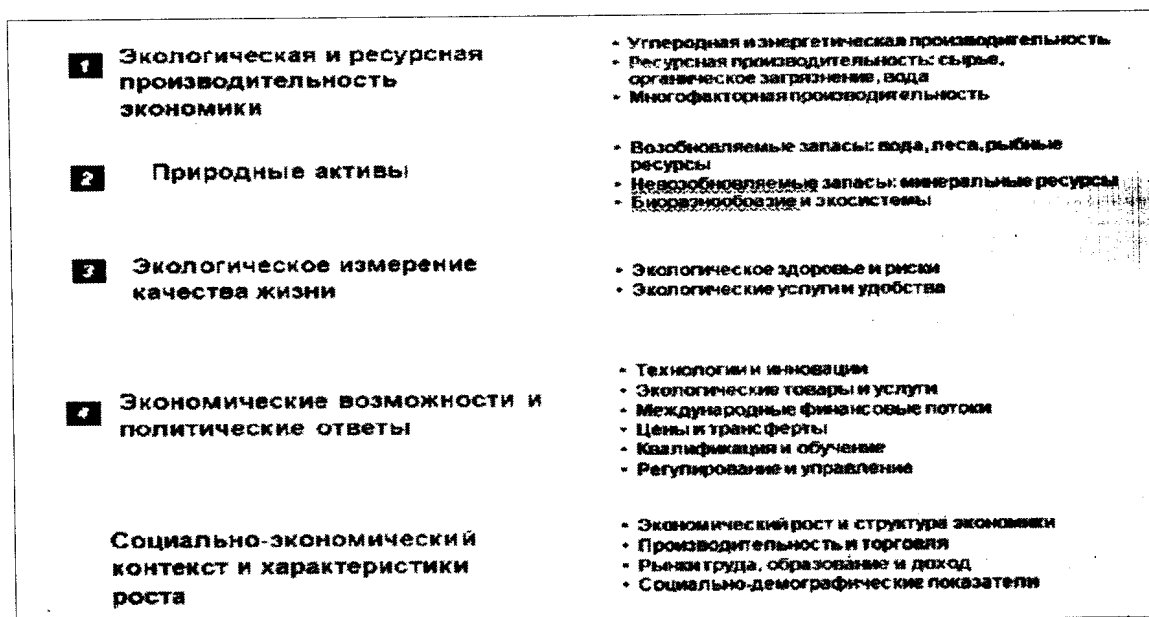 1 Экологическая и ресурсная
производительность
экономики
• Углеродная и энергетическая производительность
• Ресурсная производительность: сырье,
органическое загрязнение, вода
• Многофакторная производительность
2 Природные активы
• Возобновляемые запасы: вода, леса, рыбные
ресурсы
• Невозобновляемые запасы: минеральные ресурсы
• Биоразнообразие и экосистемы
3 Экологическое измерение
качества жизни
• Экологическое здоровье и риски
• Экологические услуги и удобства
4 Экономические возможности и
политические ответы
• Технологии и инновации
• Экологические товары и услуги
• Международные финансовые потоки
• Цены и трансферты
• Квалификация и обучение
• Регулирование и управление
Социально-экономический
контекст и характеристики
роста
• Экономический рост и структура экономики
• Производительность и торговля
• Рынки труда, образование и доход
• Социально-демографические показатели